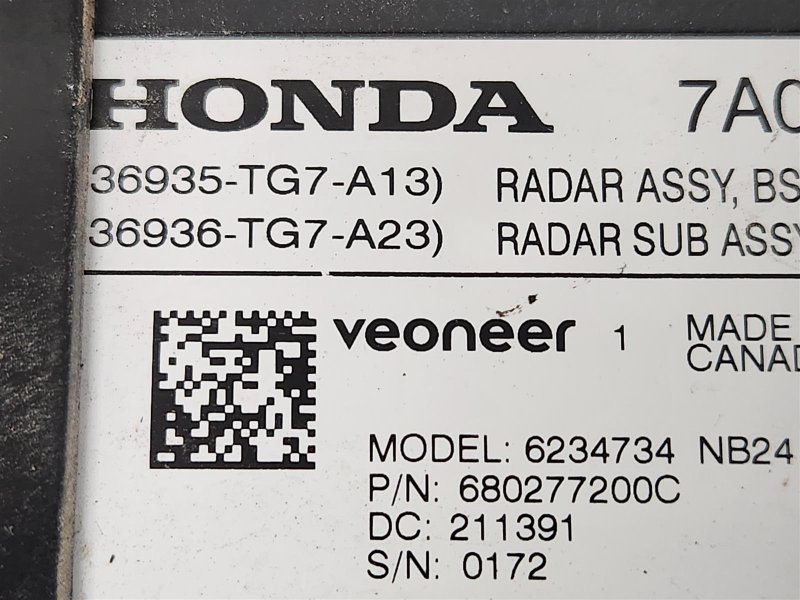 HONDA 7A0
36935-TG7-A13) RADAR ASSY, BS
36936-TG7-A23) RADAR SUB ASSY
veoneer 1 MADE
CANAD
MODEL: 6234734 NB24
P/N: 680277200C
DC: 211391
S/N: 0172